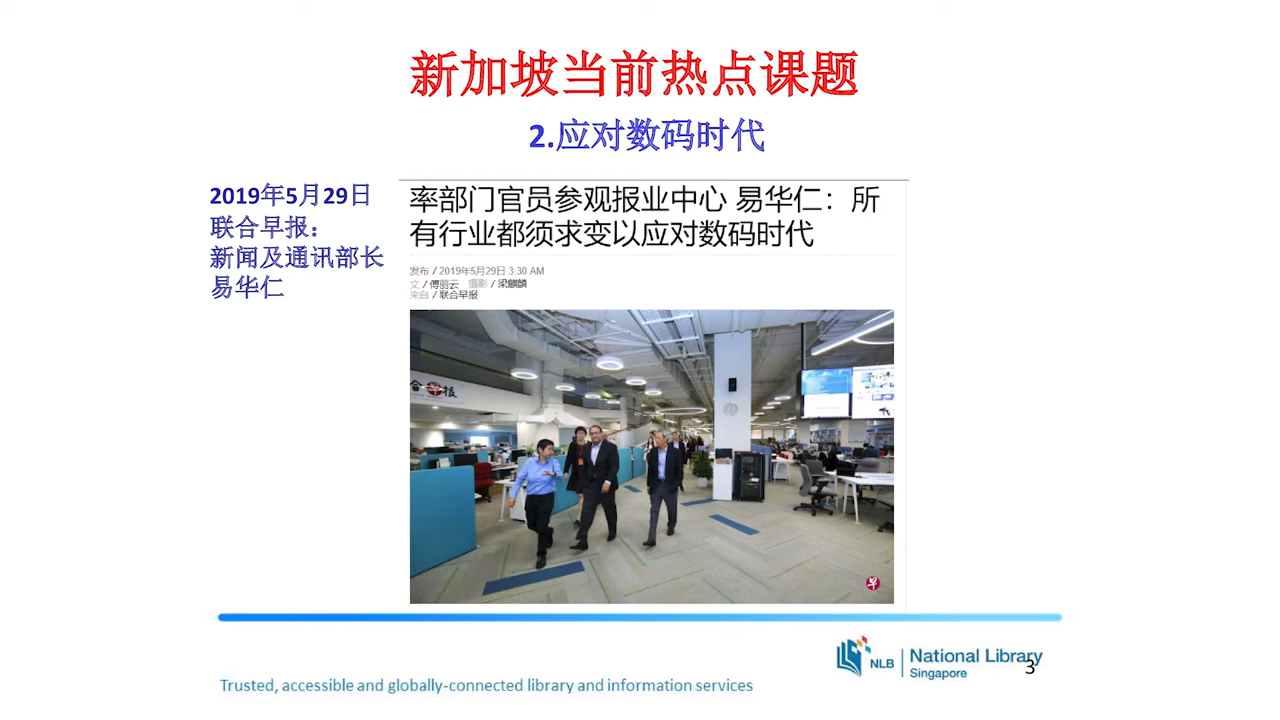 新加坡当前热点课题
2.应对数码时代
2019年5月29日
联合早报：
新闻及通讯部长
易华仁
率部门官员参观报业中心 易华仁：所
有行业都须求变以应对数码时代
发布 / 2019年5月29日 3:30 AM
文 / 傅丽云 摄影 / 梁麒麟
来自 / 联合早报
合 早 报
早
NLB National Library
Singapore
3
Trusted, accessible and globally-connected library and information services